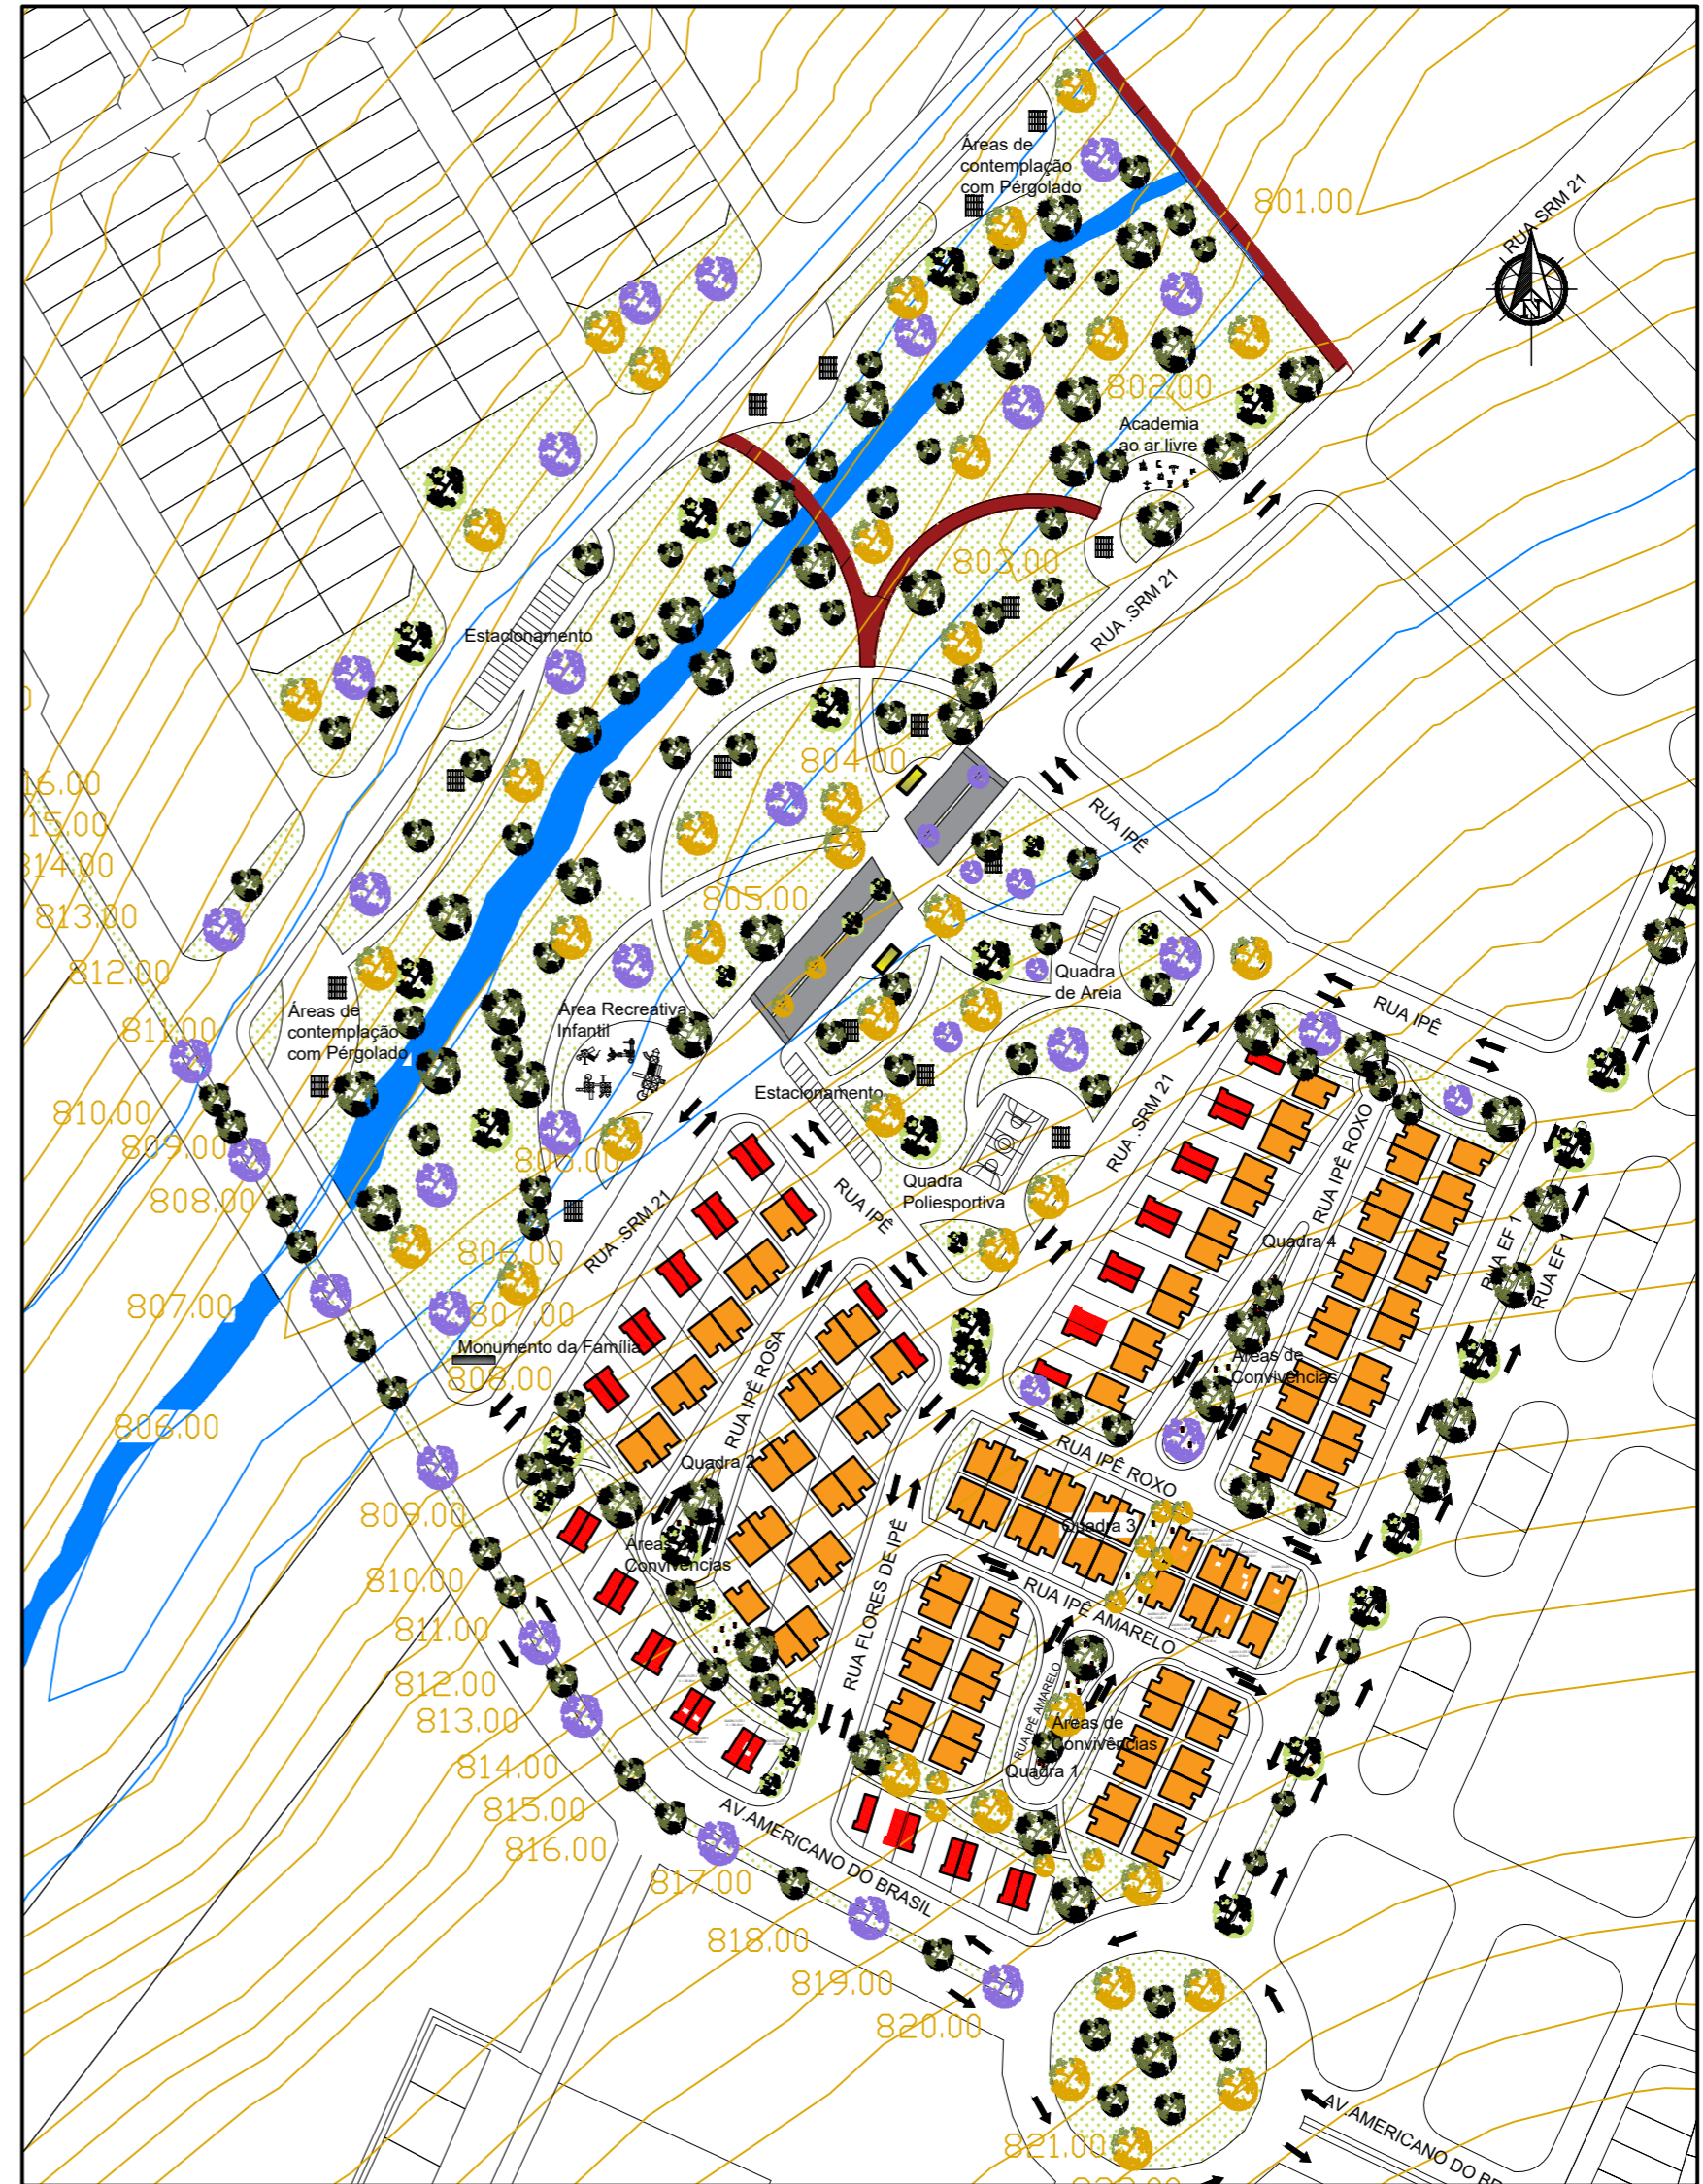 Áreas de
contemplação
com Pérgolado
801.00
RUA SRM 21
N
802.00
Academia
ao ar livre
803.00
RUA .SRM 21
Estacionamento
804.00
16.00
15.00
814.00
813.00
812.00
811.00
810.00
809.00
808.00
807.00
806.00
RUA IPÊ
805.00
Quadra
de Areia
Áreas de
contemplação
com Pérgolado
Área Recreativa
Infantil
RUA IPÊ
Estacionamento
RUA .SRM 21
RUA IPÊ ROXO
806.00
Quadra
Poliesportiva
RUA IPÊ
RUA .SRM 21
806.00
807.00
Monumento da Família
808.00
Quadra 4
RUA EF 1
RUA EF 1
Áreas de
Convivências
RUA IPÊ ROSA
Quadra 2
RUA IPÊ ROXO
809.00
Quadra 3
Áreas de
Convivências
RUA FLORES DE IPÊ
810.00
RUA IPÊ AMARELO
811.00
812.00
813.00
RUA IPÊ AMARELO
Áreas de
Convivências
Quadra 1
814.00
815.00
816.00
AV.AMERICANO DO BRASIL
817.00
818.00
819.00
820.00
821.00
AV.AMERICANO DO BR